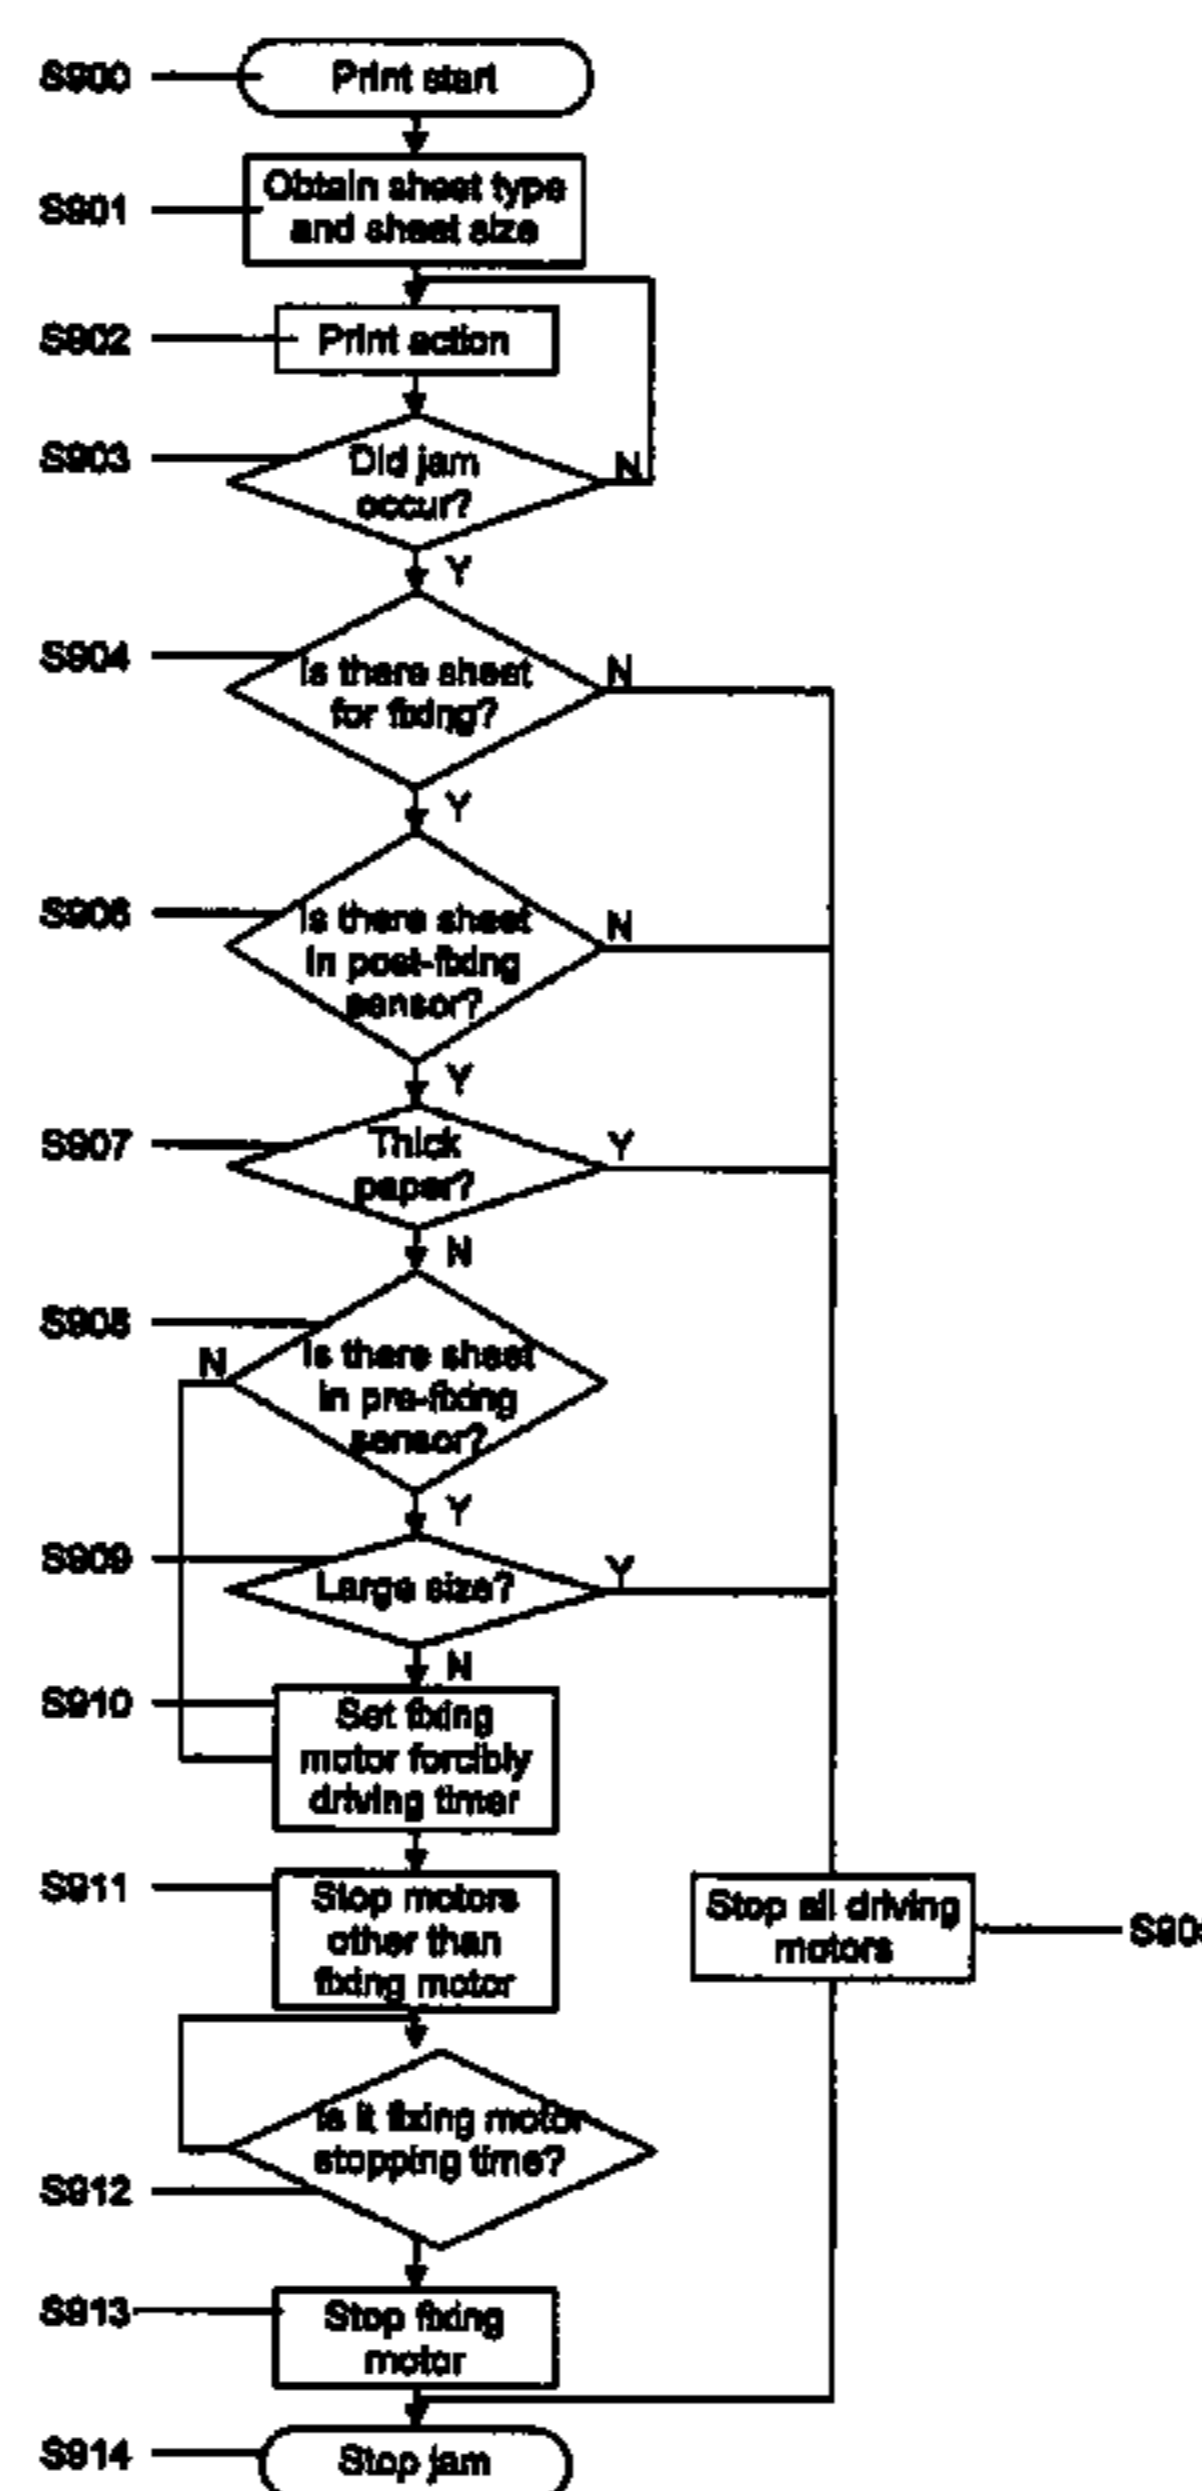 S900
Print start
S901
Obtain sheet type
and sheet size
S902
Print action
S903
Did jam
occur?
N
Y
S904
Is there sheet
for fixing?
N
Y
S906
Is there sheet
in post-fixing
sensor?
N
Y
S907
Thick
paper?
Y
N
S908
Is there sheet
in pre-fixing
sensor?
N
Y
S909
Large size?
Y
N
S910
Set fixing
motor forcibly
driving timer
S911
Stop motors
other than
fixing motor
Stop all driving
motors
S912
Is it fixing motor
stopping time?
S913
Stop fixing
motor
S914
Stop jam